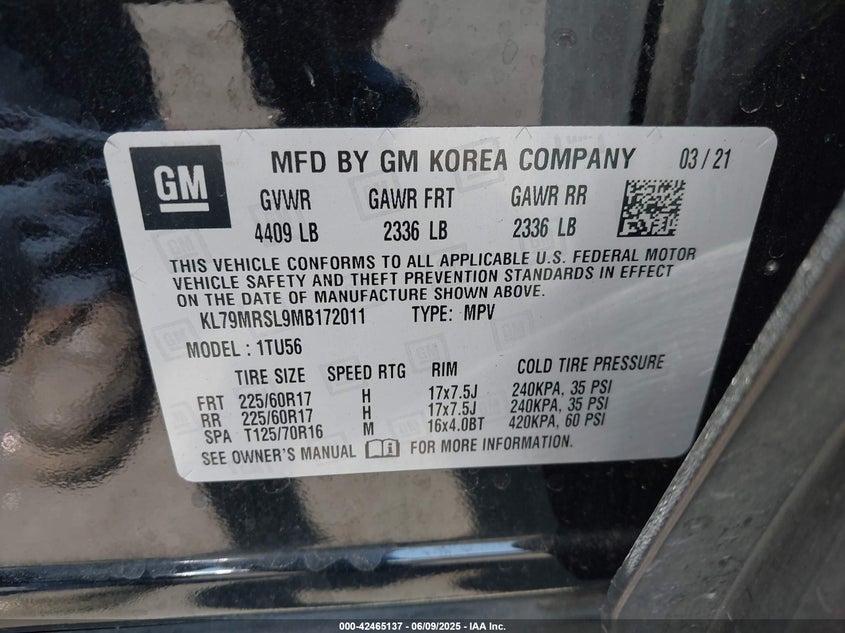 GM
MFD BY GM KOREA COMPANY 03/21
GVWR GAWR FRT GAWR RR
4409 LB 2336 LB 2336 LB
THIS VEHICLE CONFORMS TO ALL APPLICABLE U.S. FEDERAL MOTOR
VEHICLE SAFETY AND THEFT PREVENTION STANDARDS IN EFFECT
ON THE DATE OF MANUFACTURE SHOWN ABOVE.
KL79MRSL9MB172011 TYPE: MPV
MODEL : 1TU56
TIRE SIZE SPEED RTG RIM COLD TIRE PRESSURE
FRT 225/60R17 H 17x7.5J 240KPA, 35 PSI
RR 225/60R17 H 17x7.5J 240KPA, 35 PSI
SPA T125/70R16 M 16x4.0BT 420KPA, 60 PSI
SEE OWNER'S MANUAL FOR MORE INFORMATION.
000-42465137 - 06/09/2025 - IAA Inc.